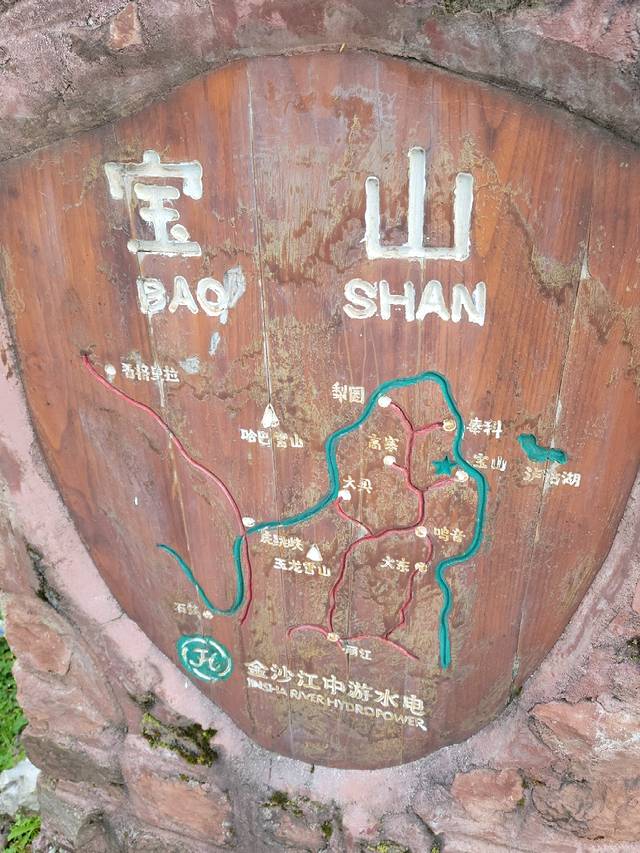 宝山
BAO SHAN
香格里拉
梨园
奉科
哈巴雪山
高寨
宝山
泸沽湖
大具
虎跳峡
鸣音
玉龙雪山
大东
石鼓
丽江
金沙江中游水电
JINSHA RIVER HYDROPOWER